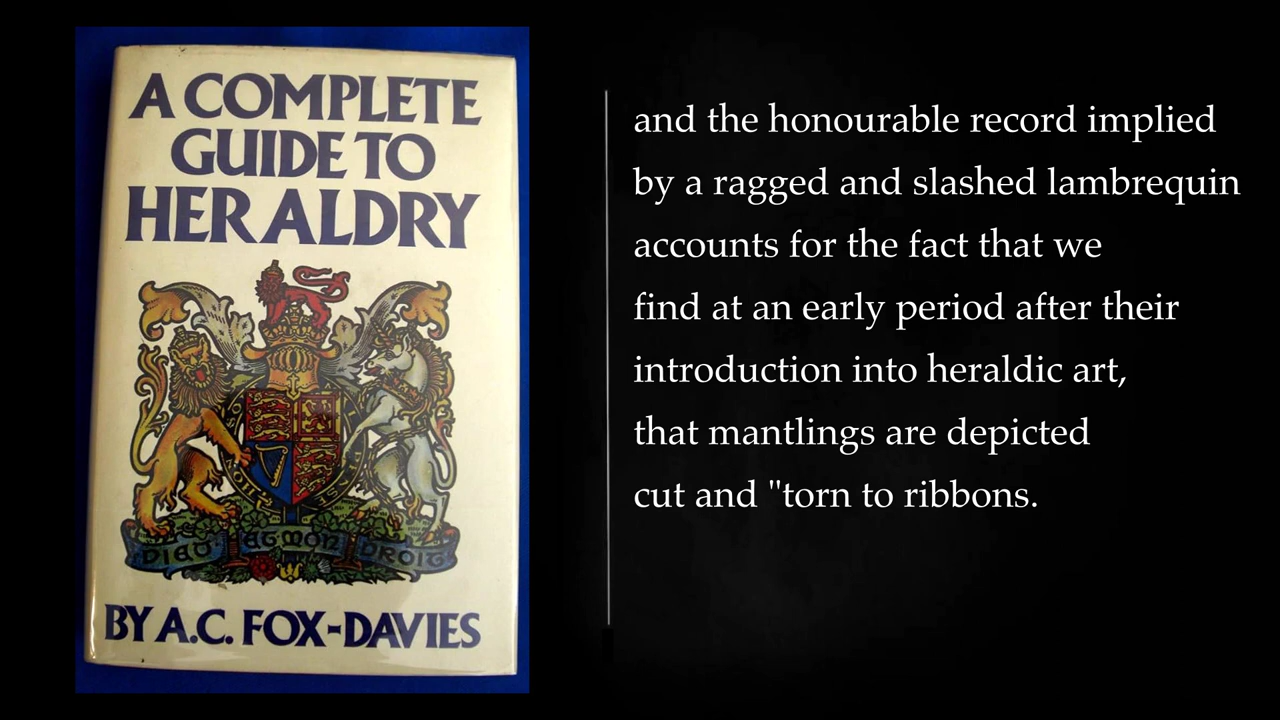 A COMPLETE
GUIDE TO
HERALDRY
DIEU ET MON DROIT
BY A.C. FOX-DAVIES
and the honourable record implied
by a ragged and slashed lambrequin
accounts for the fact that we
find at an early period after their
introduction into heraldic art,
that mantlings are depicted
cut and "torn to ribbons.